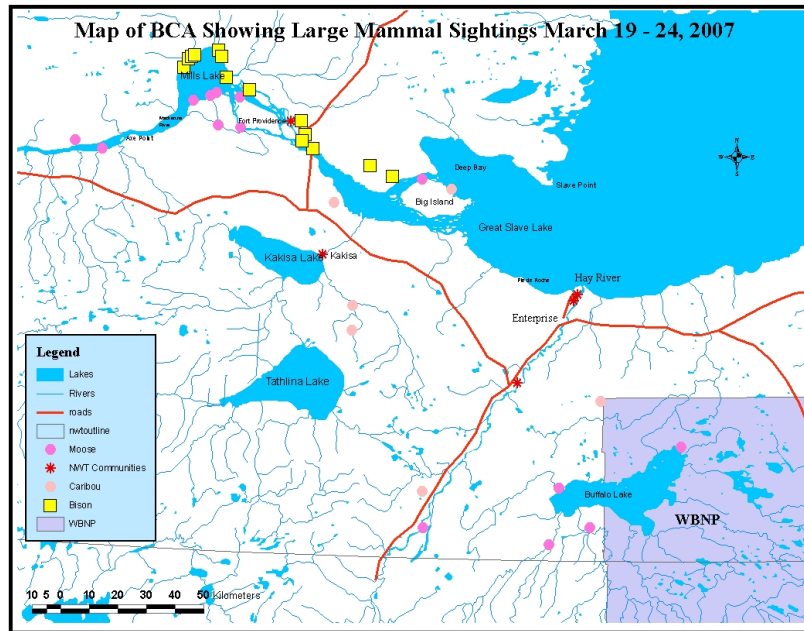 Map of BCA Showing Large Mammal Sightings March 19 - 24, 2007
Mills Lake
Mackenzie
River
Fort Providence
Axe Point
Deep Bay
Slave Point
Big Island
Great Slave Lake
Kakisa Lake
Kakisa
Hay River
Enterprise
Tathlina Lake
Buffalo Lake
WBNP
Legend
Lakes
Rivers
roads
nwtoutline
Moose
NWT Communities
Caribou
Bison
WBNP
10 5 0 10 20 30 40 50
Kilometers
N
W E
S